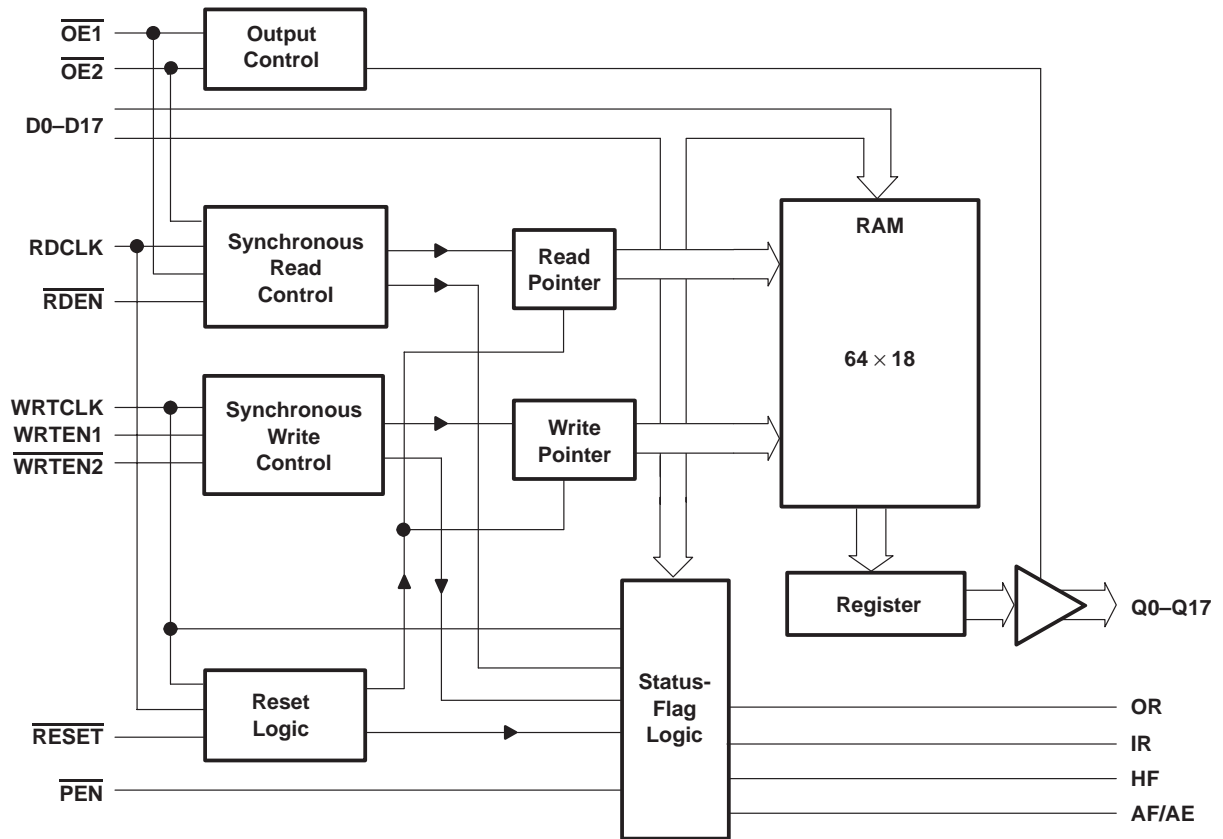 OE1
OE2
Output
Control
D0–D17
RDCLK
RDEN
Synchronous
Read
Control
Read
Pointer
RAM
64 × 18
WRTCLK
WRTEN1
WRTEN2
Synchronous
Write
Control
Write
Pointer
Register
Q0–Q17
RESET
PEN
Reset
Logic
Status-
Flag
Logic
OR
IR
HF
AF/AE